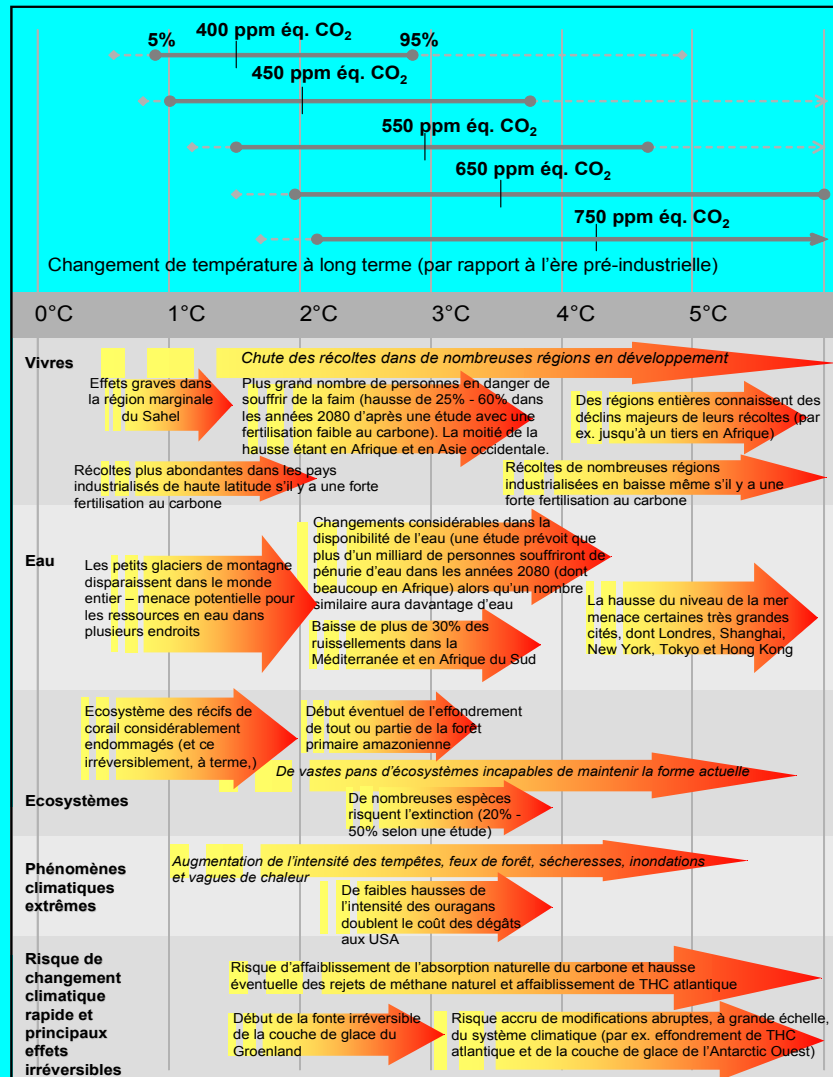 400 ppm éq. CO2
5%
95%
450 ppm éq. CO2
550 ppm éq. CO2
650 ppm éq. CO2
750 ppm éq. CO2
Changement de température à long terme (par rapport à l'ère pré-industrielle)
0°C
1°C
2°C
3°C
4°C
5°C
Vivres
Chute des récoltes dans de nombreuses régions en développement
Effets graves dans
la région marginale
du Sahel
Plus grand nombre de personnes en danger de
souffrir de la faim (hausse de 25% - 60% dans
les années 2080 d'après une étude avec une
fertilisation faible au carbone). La moitié de la
hausse étant en Afrique et en Asie occidentale.
Des régions entières connaissent des
déclins majeurs de leurs récoltes (par
ex. jusqu'à un tiers en Afrique)
Récoltes plus abondantes dans les pays
industrialisés de haute latitude s'il y a une forte
fertilisation au carbone
Récoltes de nombreuses régions
industrialisées en baisse même s'il y a une
forte fertilisation au carbone
Eau
Les petits glaciers de montagne
disparaissent dans le monde
entier – menace potentielle pour
les ressources en eau dans
plusieurs endroits
Changements considérables dans la
disponibilité de l'eau (une étude prévoit que
plus d'un milliard de personnes souffriront de
pénurie d'eau dans les années 2080 (dont
beaucoup en Afrique) alors qu'un nombre
similaire aura davantage d'eau
Baisse de plus de 30% des
ruissellements dans la
Méditerranée et en Afrique du Sud
La hausse du niveau de la mer
menace certaines très grandes
cités, dont Londres, Shanghai,
New York, Tokyo et Hong Kong
Ecosystèmes
Ecosystème des récifs de
corail considérablement
endommagés (et ce
irréversiblement, à terme,)
Début éventuel de l'effondrement
de tout ou partie de la forêt
primaire amazonienne
De vastes pans d'écosystèmes incapables de maintenir la forme actuelle
De nombreuses espèces
risquent l'extinction (20% -
50% selon une étude)
Phénomènes
climatiques
extrêmes
Augmentation de l'intensité des tempêtes, feux de forêt, sécheresses, inondations
et vagues de chaleur
De faibles hausses de
l'intensité des ouragans
doublent le coût des dégâts
aux USA
Risque de
changement
climatique
rapide et
principaux
effets
irréversibles
Risque d'affaiblissement de l'absorption naturelle du carbone et hausse
éventuelle des rejets de méthane naturel et affaiblissement de THC atlantique
Début de la fonte irréversible
de la couche de glace du
Groenland
Risque accru de modifications abruptes, à grande échelle,
du système climatique (par ex. effondrement de THC
atlantique et de la couche de glace de l'Antarctic Ouest)